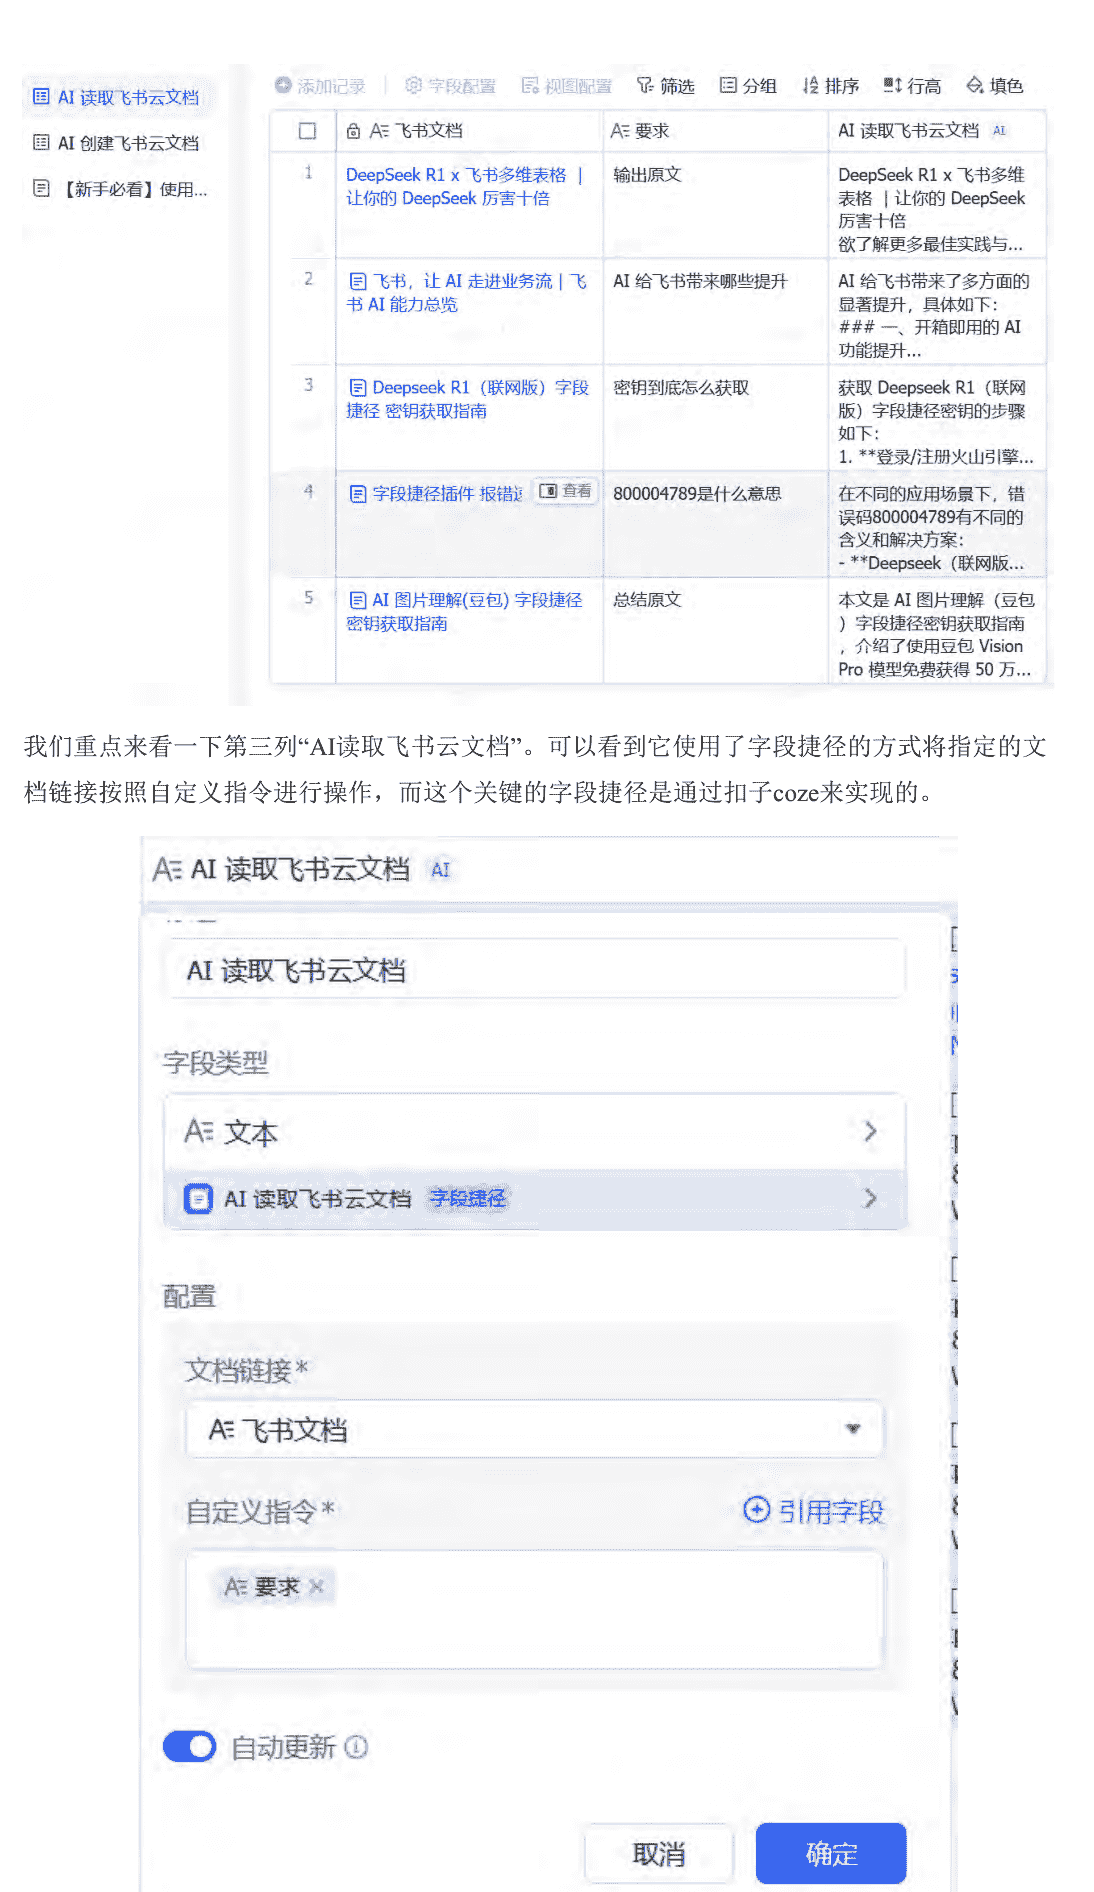 AI 读取飞书云文档
AI 创建飞书云文档
【新手必看】使用...
添加记录 字段配置 视图配置 筛选 分组 排序 行高 填色
飞书文档 要求 AI 读取飞书云文档 AI
1 DeepSeek R1 x 飞书多维表格 | 输出原文 DeepSeek R1 x 飞书多维
让你的 DeepSeek 厉害十倍 表格 | 让你的 DeepSeek
厉害十倍
欲了解更多最佳实践与...
2 飞书，让 AI 走进业务流 | 飞 AI 给飞书带来哪些提升 AI 给飞书带来了多方面的
书 AI 能力总览 显著提升，具体如下：
### 一、开箱即用的 AI
功能提升...
3 Deepseek R1（联网版）字段 密钥到底怎么获取 获取 Deepseek R1（联网
捷径 密钥获取指南 版）字段捷径密钥的步骤
如下：
1. **登录/注册火山引擎...
4 字段捷径插件 报错 查看 800004789是什么意思 在不同的应用场景下，错
误码800004789有不同的
含义和解决方案：
- **Deepseek（联网版...
5 AI 图片理解(豆包) 字段捷径 总结原文 本文是 AI 图片理解（豆包
密钥获取指南 ）字段捷径密钥获取指南
，介绍了使用豆包 Vision
Pro 模型免费获得 50 万...
我们重点来看一下第三列“AI读取飞书云文档”。可以看到它使用了字段捷径的方式将指定的文
档链接按照自定义指令进行操作，而这个关键的字段捷径是通过扣子coze来实现的。
AI 读取飞书云文档 AI
AI 读取飞书云文档
字段类型
文本
AI 读取飞书云文档 字段捷径
配置
文档链接*
飞书文档
自定义指令* 引用字段
要求 ×
自动更新
取消 确定